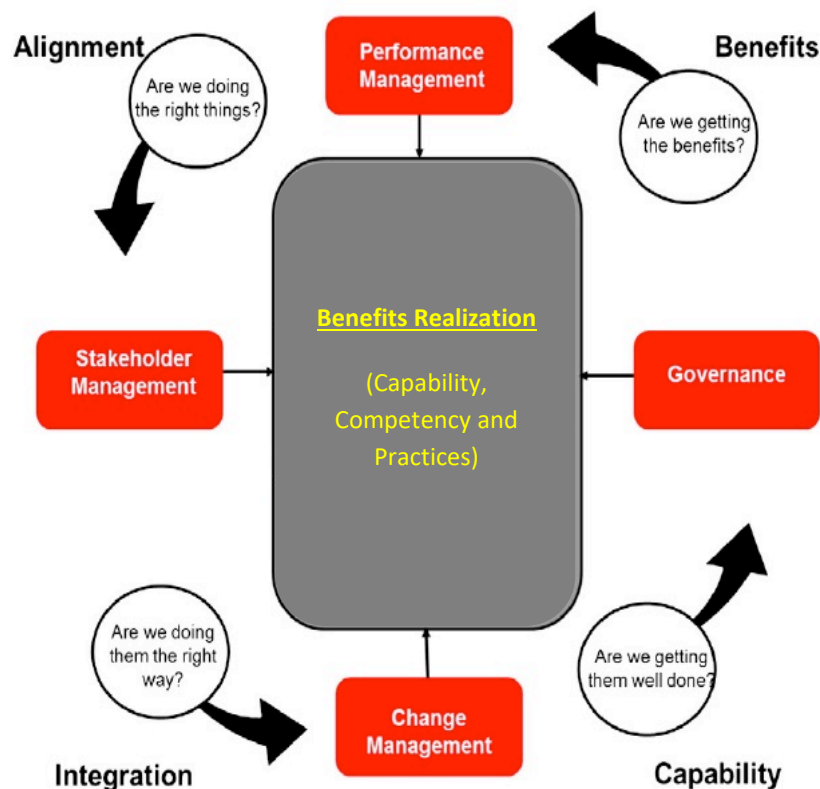 Alignment
Are we doing
the right things?
Performance
Management
Benefits
Are we getting
the benefits?
Benefits Realization
(Capability,
Competency and
Practices)
Stakeholder
Management
Governance
Are we doing
them the right
way?
Integration
Change
Management
Are we getting
them well done?
Capability